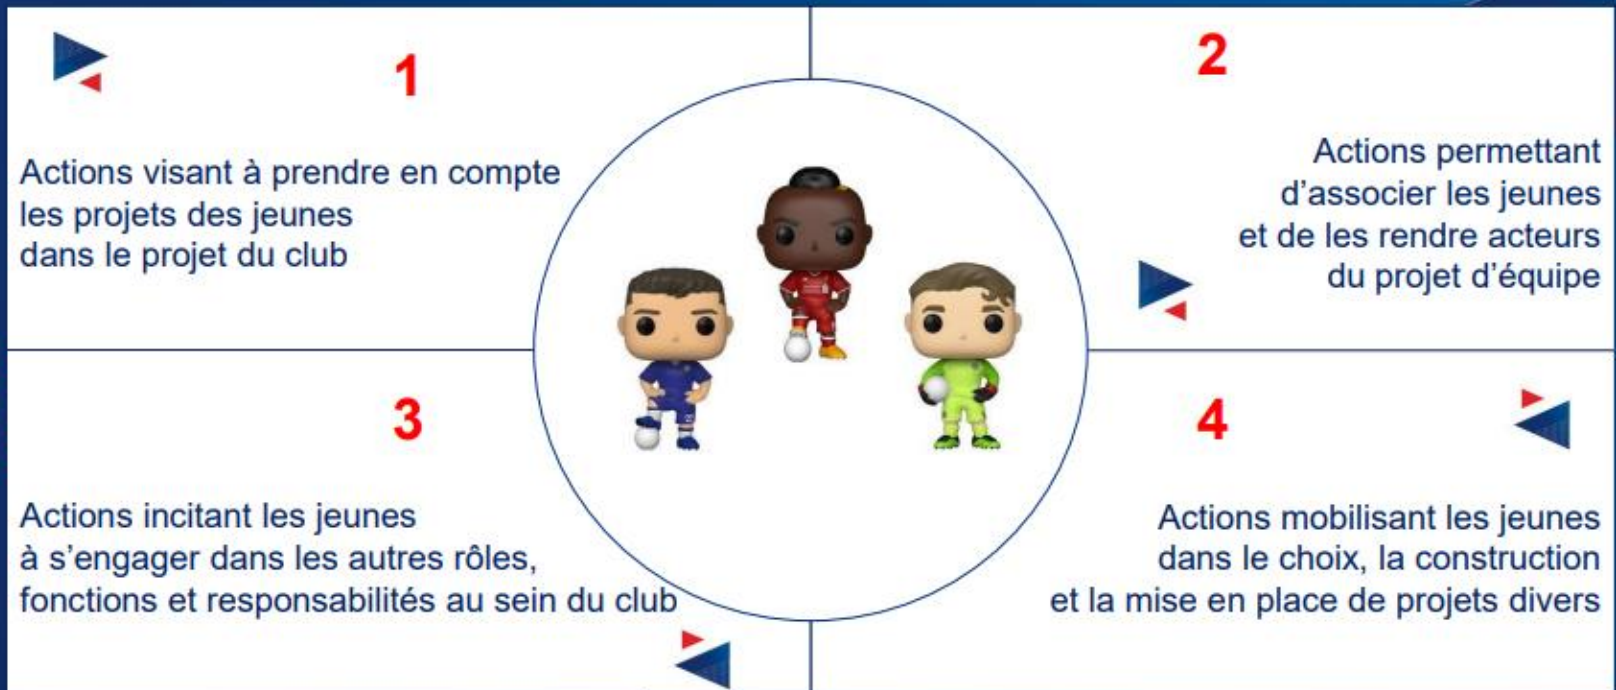 1
Actions visant à prendre en compte
les projets des jeunes
dans le projet du club
2
Actions permettant
d’associer les jeunes
et de les rendre acteurs
du projet d’équipe
3
Actions incitant les jeunes
à s’engager dans les autres rôles,
fonctions et responsabilités au sein du club
4
Actions mobilisant les jeunes
dans le choix, la construction
et la mise en place de projets divers